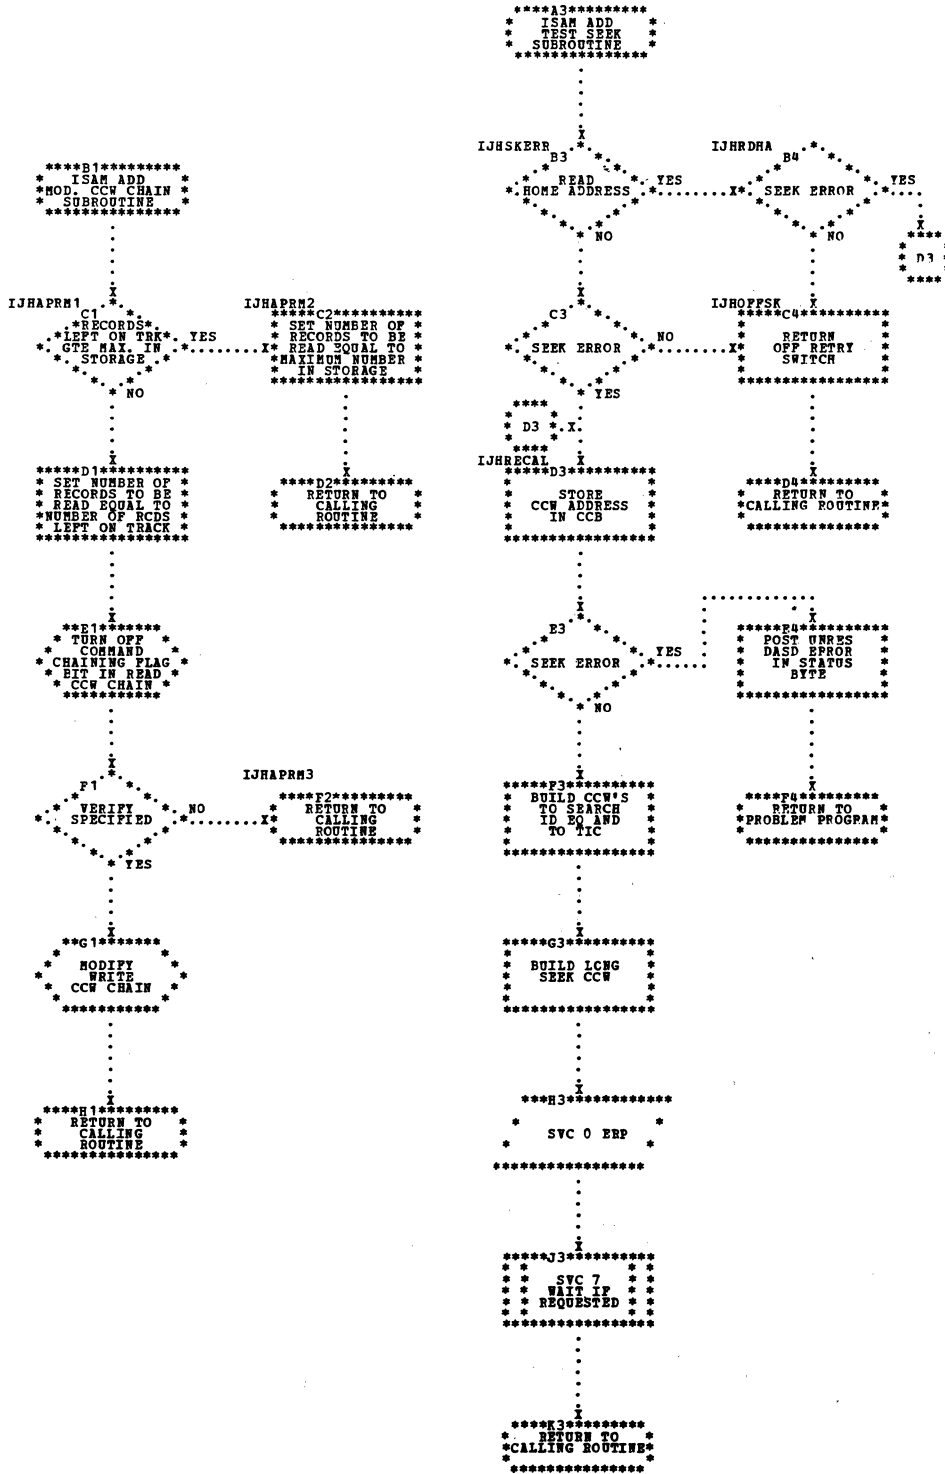 A3
ISAM ADD
TEST SEEK
SUBROUTINE
B1
ISAM ADD
MOD. CCW CHAIN
SUBROUTINE
IJHSKERR
B3
READ
HOME ADDRESS
YES
NO
IJHRDHA
B4
SEEK ERROR
YES
NO
D3
IJHAPRM1
C1
RECORDS
LEFT ON TRK
GTE MAX. IN
STORAGE
YES
NO
IJHAPRM2
C2
SET NUMBER OF
RECORDS TO BE
READ EQUAL TO
MAXIMUM NUMBER
IN STORAGE
C3
SEEK ERROR
NO
YES
IJHOFFSK
C4
RETURN
OFF RETRY
SWITCH
D3
D1
SET NUMBER OF
RECORDS TO BE
READ EQUAL TO
NUMBER OF RCDS
LEFT ON TRACK
D2
RETURN TO
CALLING
ROUTINE
IJHRECAL
D3
STORE
CCW ADDRESS
IN CCB
D4
RETURN TO
CALLING ROUTINE
E1
TURN OFF
COMMAND
CHAINING FLAG
BIT IN READ
CCW CHAIN
E3
SEEK ERROR
YES
NO
E4
POST UNRES
DASD ERROR
IN STATUS
BYTE
F1
VERIFY
SPECIFIED
NO
YES
IJHAPRM3
F2
RETURN TO
CALLING
ROUTINE
F3
BUILD CCW'S
TO SEARCH
ID EQ AND
TO TIC
F4
RETURN TO
PROBLEM PROGRAM
G1
MODIFY
WRITE
CCW CHAIN
G3
BUILD LONG
SEEK CCW
H1
RETURN TO
CALLING
ROUTINE
H3
SVC 0 ERP
J3
SVC 7
WAIT IF
REQUESTED
K3
RETURN TO
CALLING ROUTINE